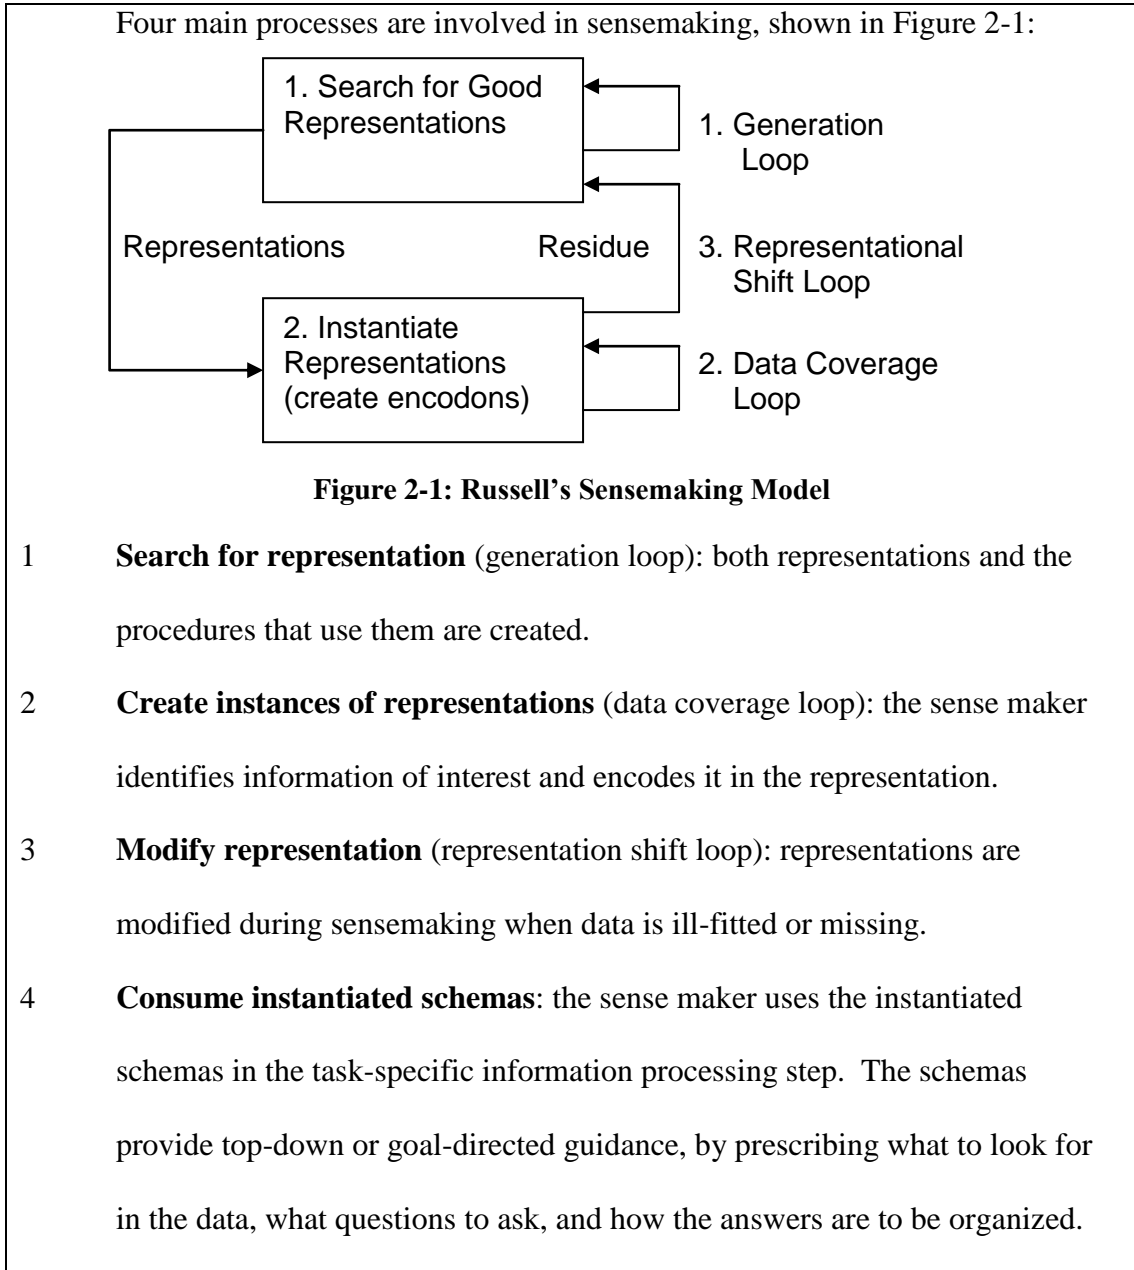 Four main processes are involved in sensemaking, shown in Figure 2-1:
1. Search for Good
Representations
1. Generation
Loop
Representations
Residue
3. Representational
Shift Loop
2. Instantiate
Representations
(create encodons)
2. Data Coverage
Loop
Figure 2-1: Russell’s Sensemaking Model
1 Search for representation (generation loop): both representations and the
procedures that use them are created.
2 Create instances of representations (data coverage loop): the sense maker
identifies information of interest and encodes it in the representation.
3 Modify representation (representation shift loop): representations are
modified during sensemaking when data is ill-fitted or missing.
4 Consume instantiated schemas: the sense maker uses the instantiated
schemas in the task-specific information processing step. The schemas
provide top-down or goal-directed guidance, by prescribing what to look for
in the data, what questions to ask, and how the answers are to be organized.